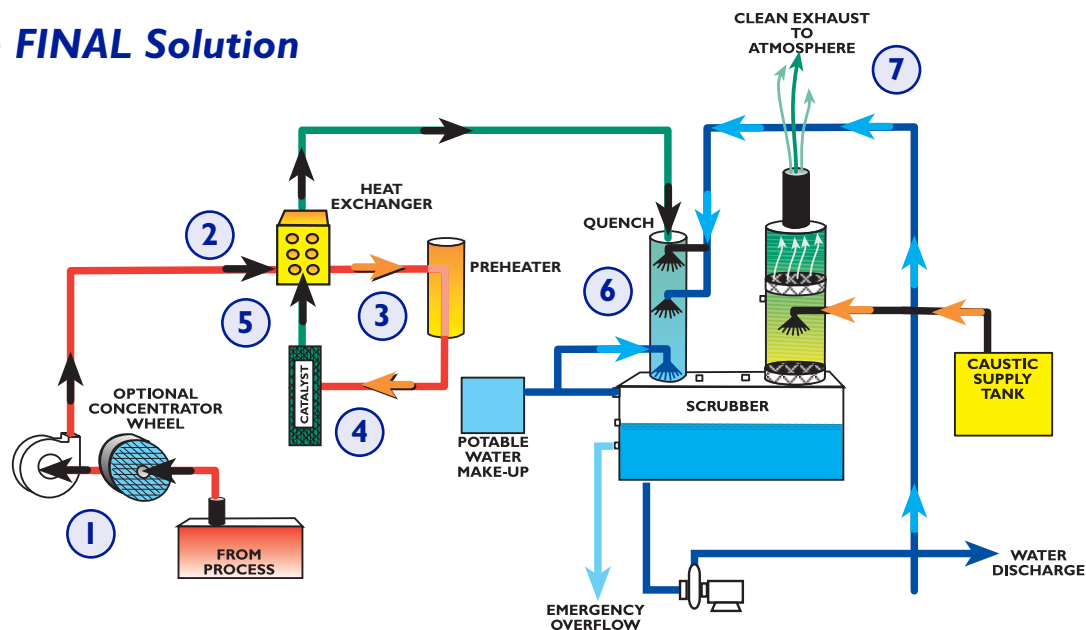 FINAL Solution
CLEAN EXHAUST
TO
ATMOSPHERE
7
HEAT
EXCHANGER
2
QUENCH
PREHEATER
6
3
5
CATALYST
OPTIONAL
CONCENTRATOR
WHEEL
4
POTABLE
WATER
MAKE-UP
SCRUBBER
CAUSTIC
SUPPLY
TANK
1
FROM
PROCESS
WATER
DISCHARGE
EMERGENCY
OVERFLOW